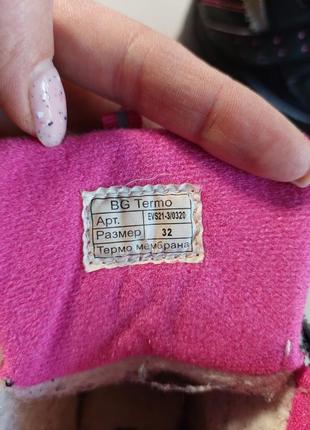 BG Termo
Арт. EVS21-3/0320
Размер 32
Термо мембрана